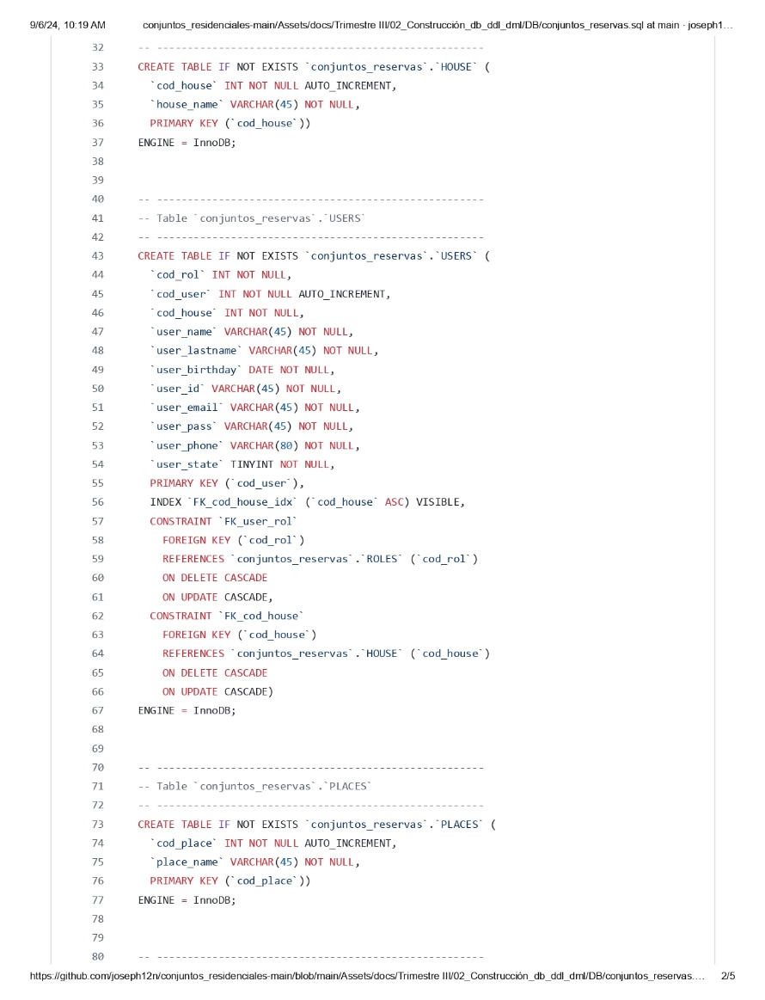 9/6/24, 10:19 AM conjuntos_residenciales-main/Assets/docs/Trimestre III/02_Construcción_db_ddl_dml/DB/conjuntos_reservas.sql at main · joseph1…
32 -- -----------------------------------------------------
33 CREATE TABLE IF NOT EXISTS `conjuntos_reservas`.`HOUSE` (
34 `cod_house` INT NOT NULL AUTO_INCREMENT,
35 `house_name` VARCHAR(45) NOT NULL,
36 PRIMARY KEY (`cod_house`))
37 ENGINE = InnoDB;
38
39
40 -- -----------------------------------------------------
41 -- Table `conjuntos_reservas`.`USERS`
42 -- -----------------------------------------------------
43 CREATE TABLE IF NOT EXISTS `conjuntos_reservas`.`USERS` (
44 `cod_rol` INT NOT NULL,
45 `cod_user` INT NOT NULL AUTO_INCREMENT,
46 `cod_house` INT NOT NULL,
47 `user_name` VARCHAR(45) NOT NULL,
48 `user_lastname` VARCHAR(45) NOT NULL,
49 `user_birthday` DATE NOT NULL,
50 `user_id` VARCHAR(45) NOT NULL,
51 `user_email` VARCHAR(45) NOT NULL,
52 `user_pass` VARCHAR(45) NOT NULL,
53 `user_phone` VARCHAR(80) NOT NULL,
54 `user_state` TINYINT NOT NULL,
55 PRIMARY KEY (`cod_user`),
56 INDEX `FK_cod_house_idx` (`cod_house` ASC) VISIBLE,
57 CONSTRAINT `FK_user_rol`
58 FOREIGN KEY (`cod_rol`)
59 REFERENCES `conjuntos_reservas`.`ROLES` (`cod_rol`)
60 ON DELETE CASCADE
61 ON UPDATE CASCADE,
62 CONSTRAINT `FK_cod_house`
63 FOREIGN KEY (`cod_house`)
64 REFERENCES `conjuntos_reservas`.`HOUSE` (`cod_house`)
65 ON DELETE CASCADE
66 ON UPDATE CASCADE)
67 ENGINE = InnoDB;
68
69
70 -- -----------------------------------------------------
71 -- Table `conjuntos_reservas`.`PLACES`
72 -- -----------------------------------------------------
73 CREATE TABLE IF NOT EXISTS `conjuntos_reservas`.`PLACES` (
74 `cod_place` INT NOT NULL AUTO_INCREMENT,
75 `place_name` VARCHAR(45) NOT NULL,
76 PRIMARY KEY (`cod_place`))
77 ENGINE = InnoDB;
78
79
80 -- -----------------------------------------------------
https://github.com/joseph12n/conjuntos_residenciales-main/blob/main/Assets/docs/Trimestre III/02_Construcción_db_ddl_dml/DB/conjuntos_reservas.… 2/5